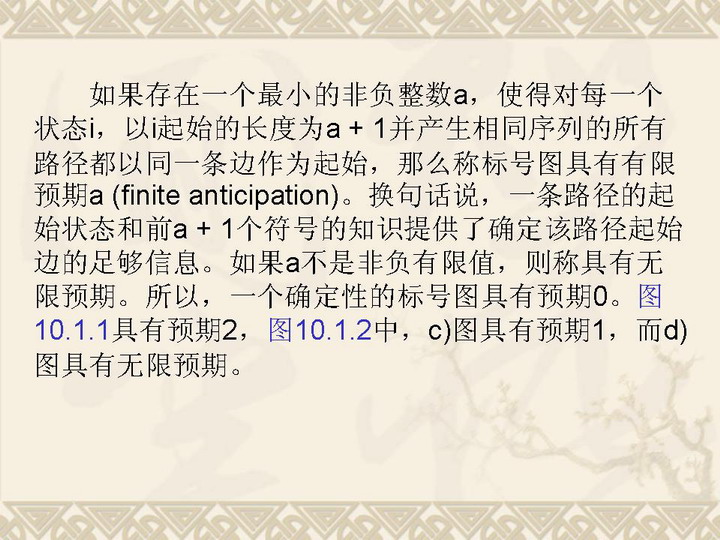 如果存在一个最小的非负整数a，使得对每一个
状态i，以i起始的长度为a + 1并产生相同序列的所有
路径都以同一条边作为起始，那么称标号图具有有限
预期a (finite anticipation)。换句话说，一条路径的起
始状态和前a + 1个符号的知识提供了确定该路径起始
边的足够信息。如果a不是非负有限值，则称具有无
限预期。所以，一个确定性的标号图具有预期0。图
10.1.1具有预期2，图10.1.2中，c)图具有预期1，而d)
图具有无限预期。